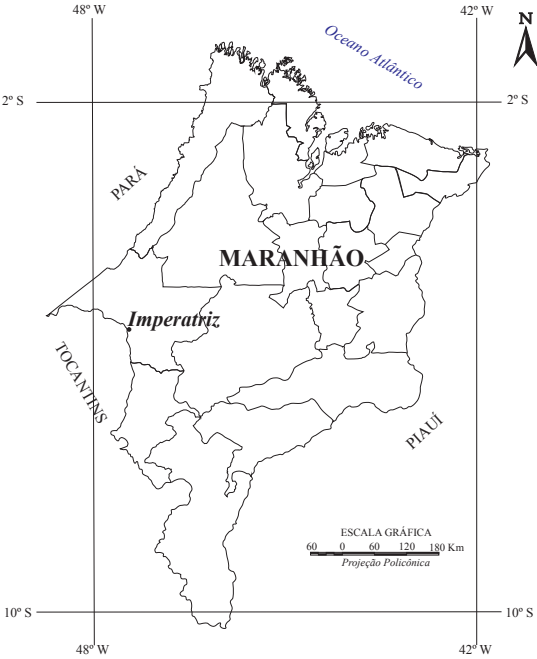 48º W
42º W
N
Oceano Atlântico
2º S
2º S
PARÁ
MARANHÃO
Imperatriz
TOCANTINS
PIAUÍ
ESCALA GRÁFICA
60 0 60 120 180 Km
Projeção Policônica
10º S
10º S
48º W
42º W